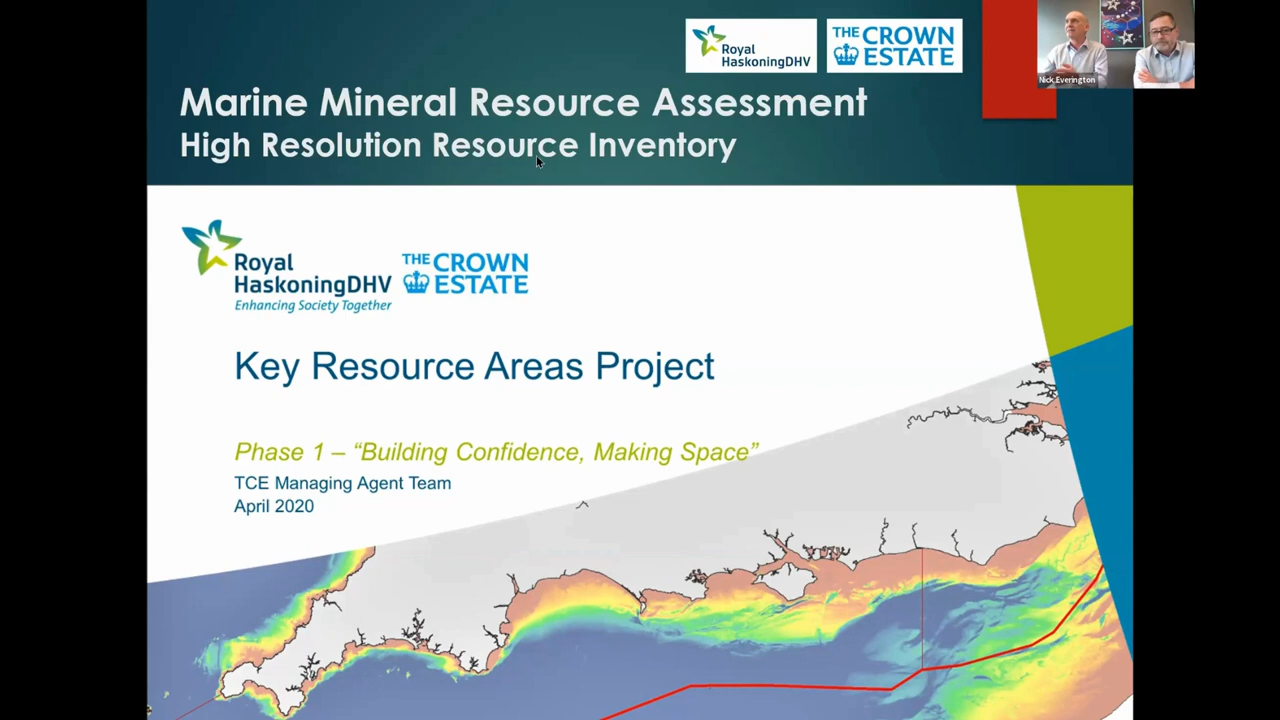 Royal
HaskoningDHV
THE CROWN
ESTATE
Nick Everington
Marine Mineral Resource Assessment
High Resolution Resource Inventory
Royal
HaskoningDHV
Enhancing Society Together
THE CROWN
ESTATE
Key Resource Areas Project
Phase 1 – “Building Confidence, Making Space”
TCE Managing Agent Team
April 2020